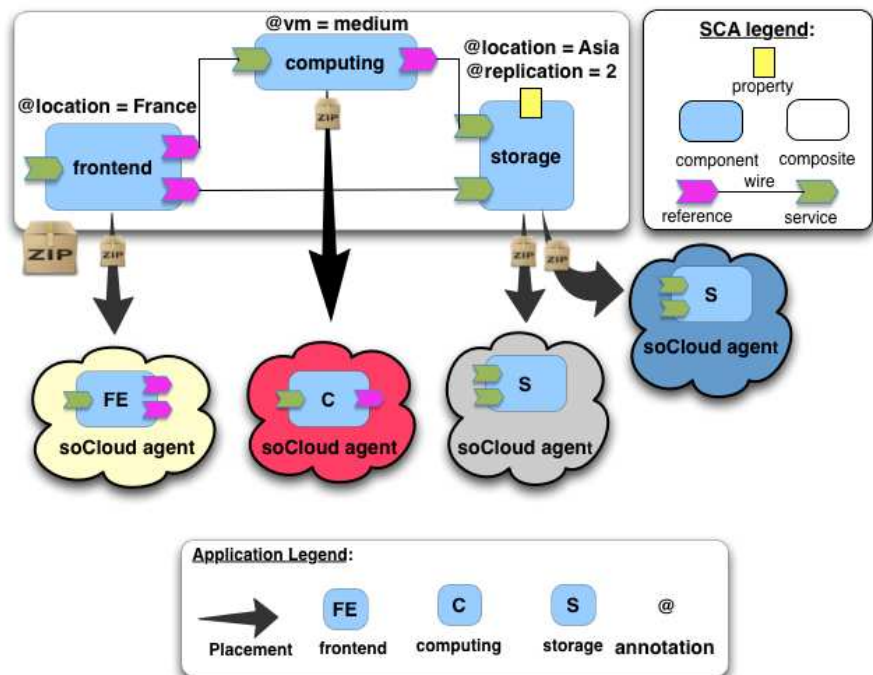 @vm = medium
SCA legend:
@location = Asia
@replication = 2
computing
property
@location = France
ZIP
frontend
storage
component
composite
wire
reference
service
ZIP
ZIP
ZIP
ZIP
S
soCloud agent
FE
C
S
soCloud agent
soCloud agent
soCloud agent
Application Legend:
FE
C
S
@
Placement
frontend
computing
storage
annotation